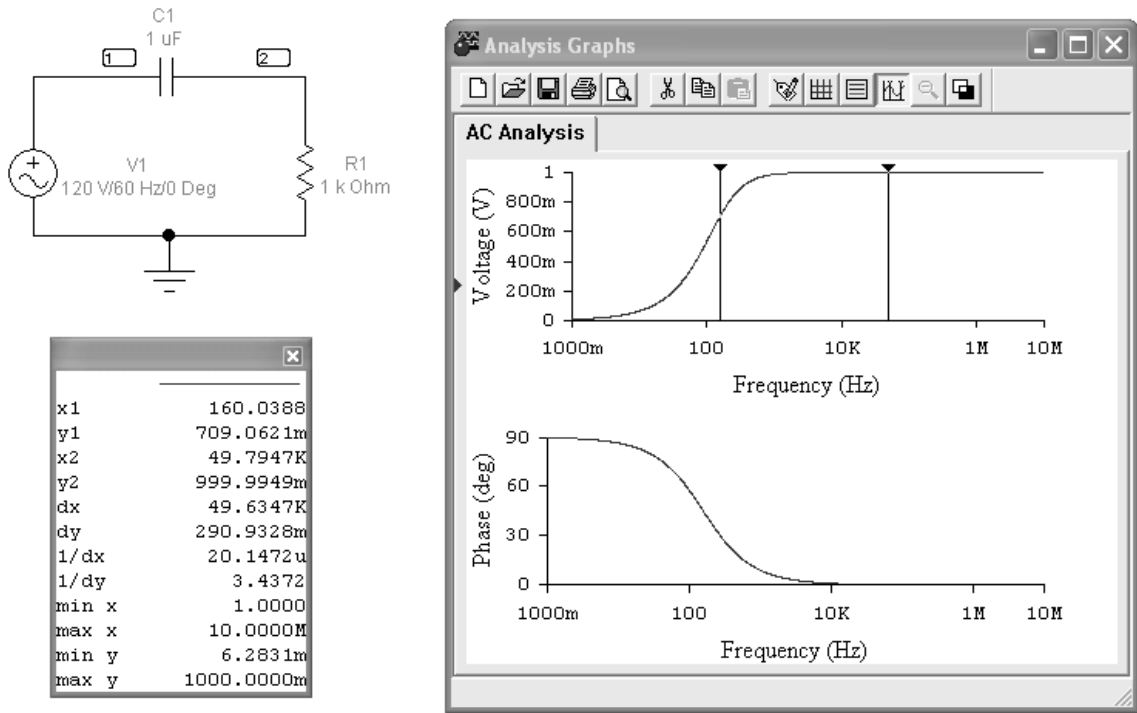 C1
1 uF
1
2
V1
120 V/60 Hz/0 Deg
R1
1 k Ohm
x1 160.0388
y1 709.0621m
x2 49.7947K
y2 999.9949m
dx 49.6347K
dy 290.9328m
1/dx 20.1472u
1/dy 3.4372
min x 1.0000
max x 10.0000M
min y 6.2831m
max y 1000.0000m
Analysis Graphs
AC Analysis
Voltage (V)
1
800m
600m
400m
200m
0
1000m 100 10K 1M 10M
Frequency (Hz)
Phase (deg)
90
60
30
0
1000m 100 10K 1M 10M
Frequency (Hz)